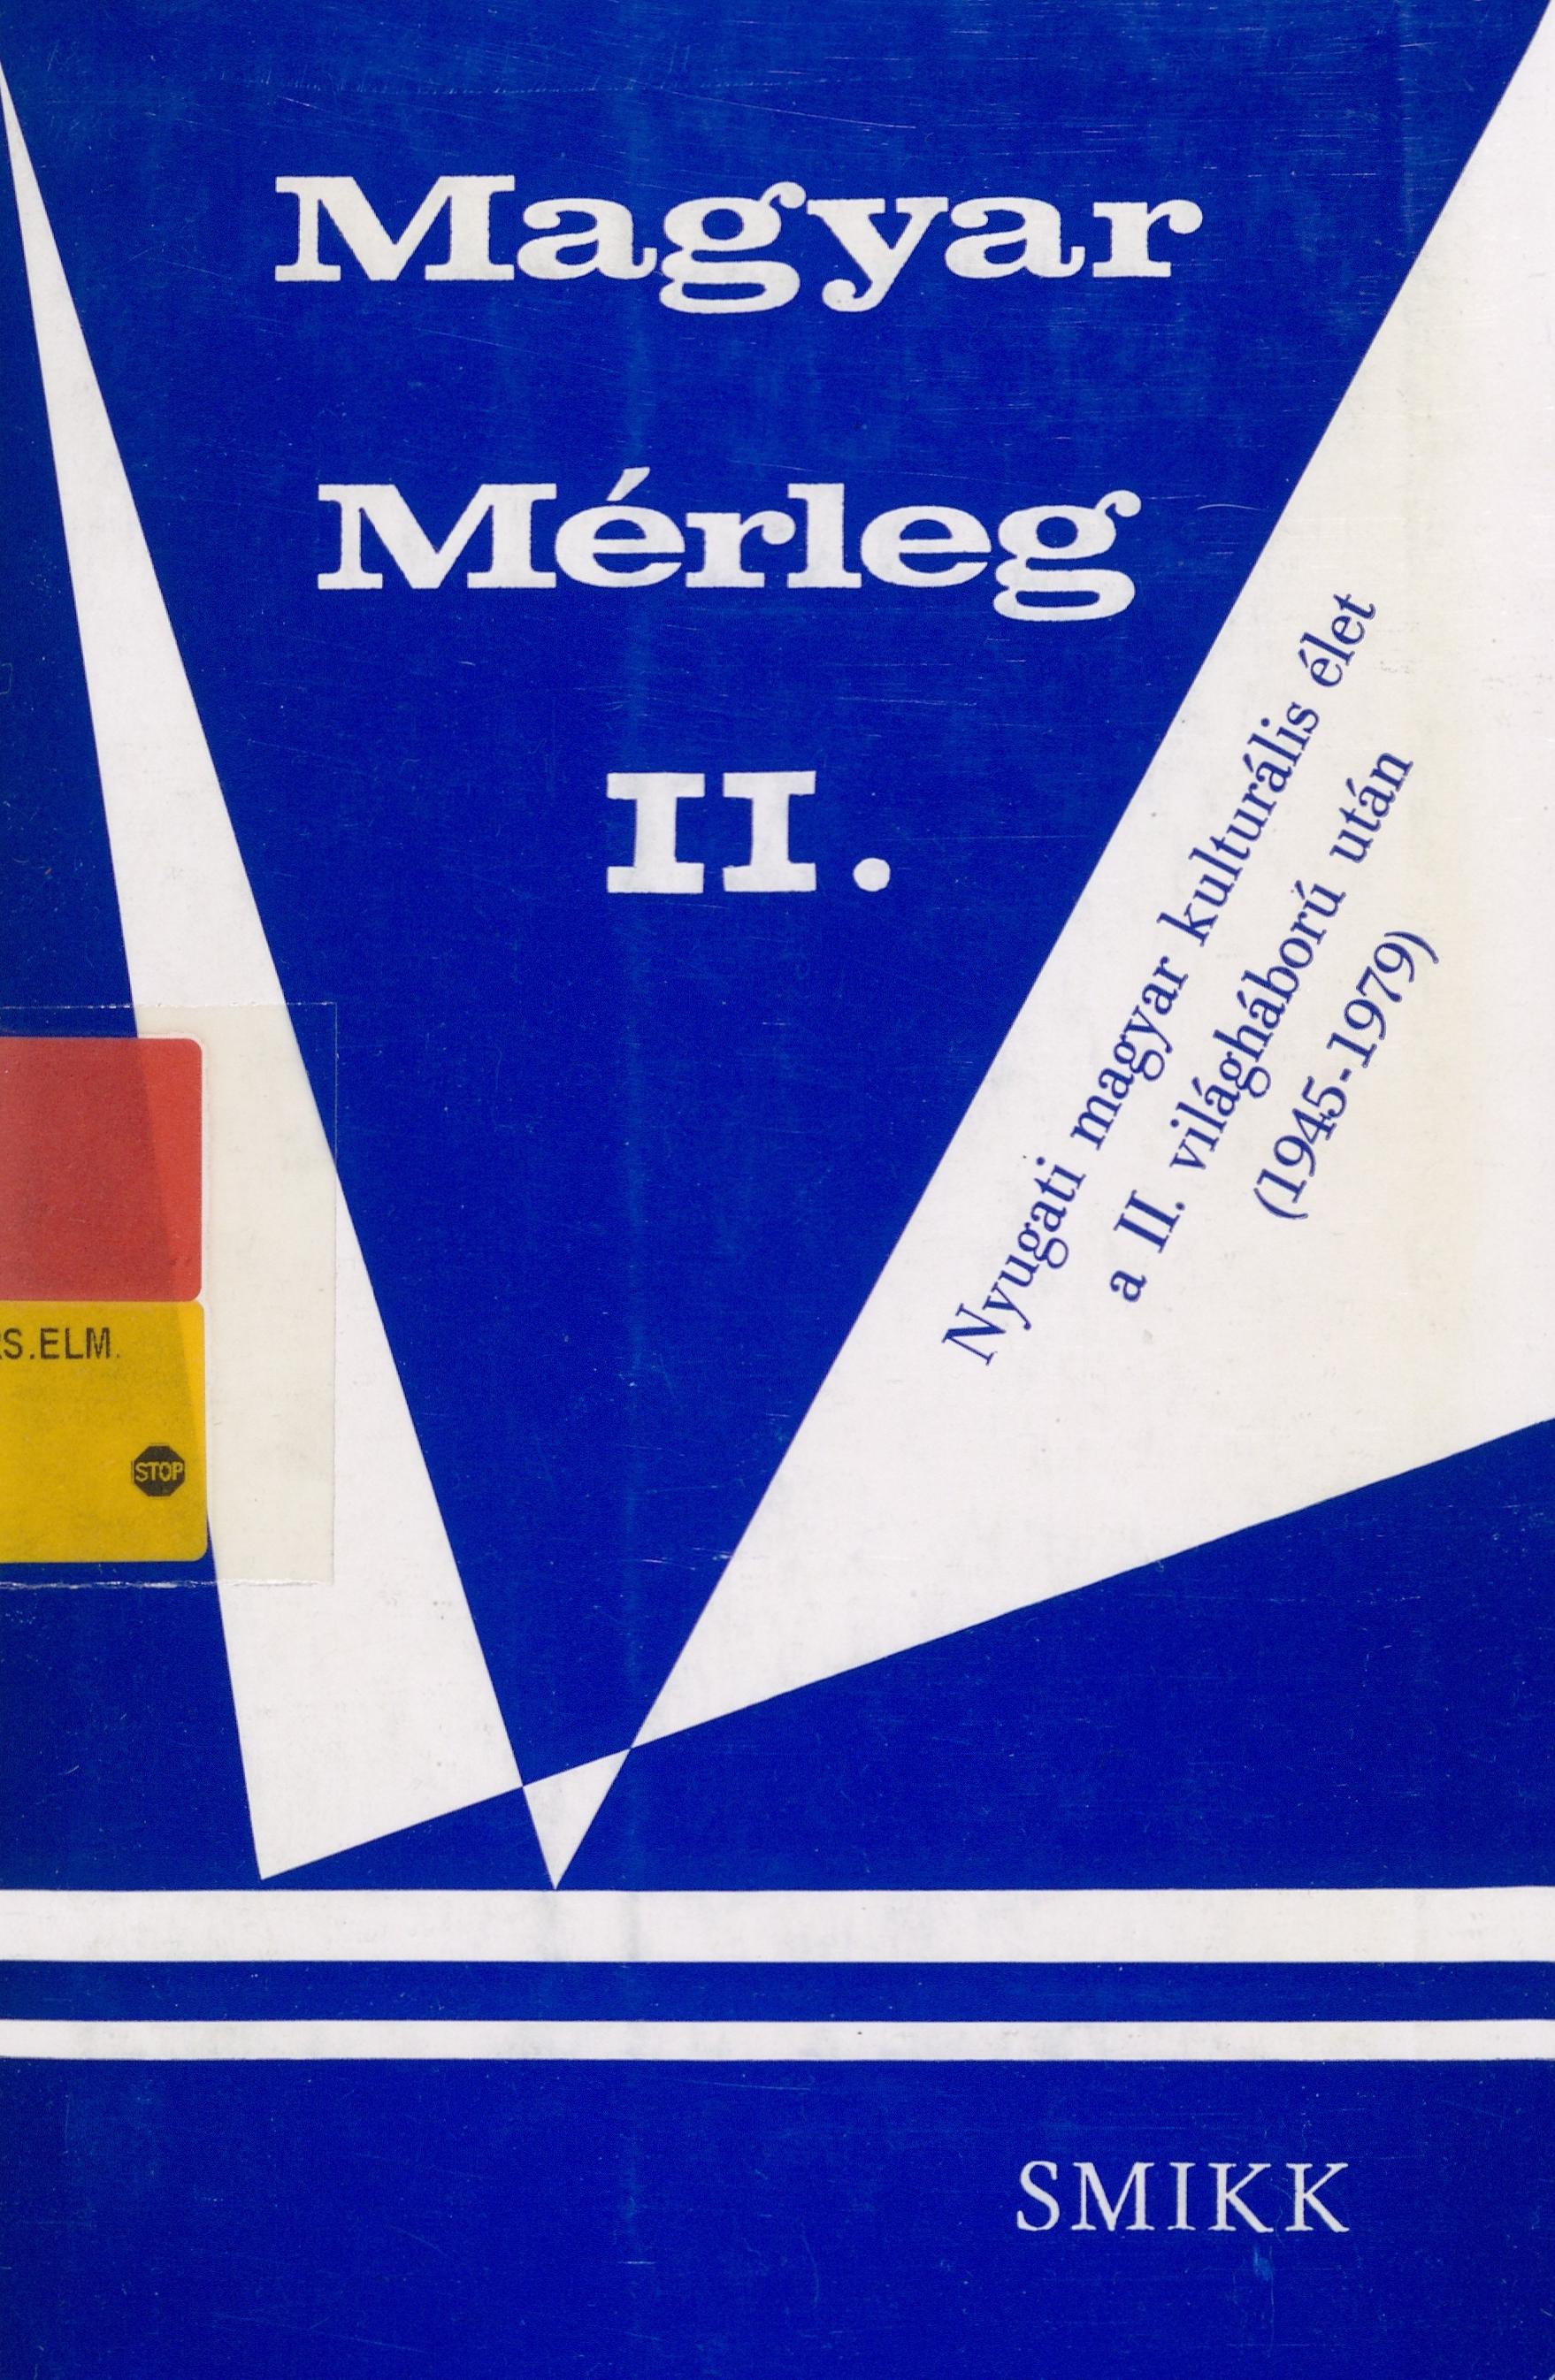 Magyar
Mérleg
II.
Nyugati magyar kulturális élet
a II. világháború után
(1945-1979)
S.ELM.
STOP
SMIKK